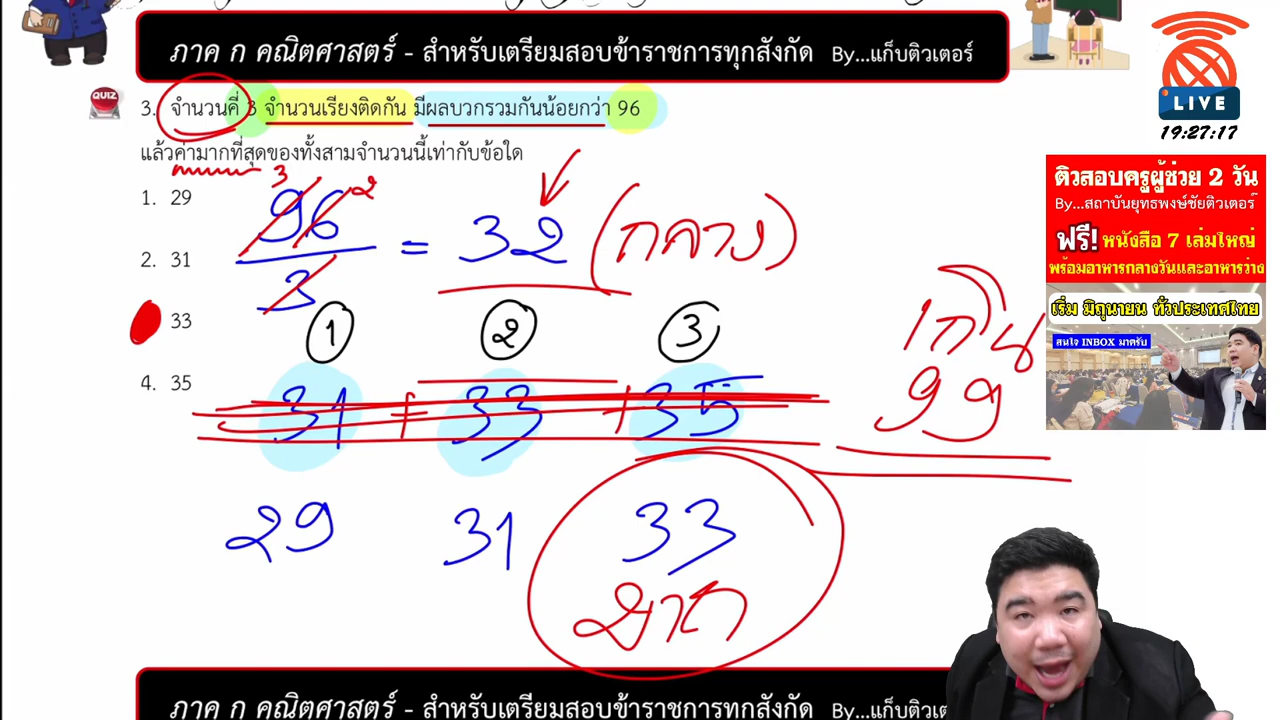 ภาค ก คณิตศาสตร์ - สำหรับเตรียมสอบข้าราชการทุกสังกัด By...แก็บติวเตอร์
LIVE
19:27:17
QUIZ
3. จำนวนคี่ 3 จำนวนเรียงติดกัน มีผลบวกรวมกันน้อยกว่า 96
แล้วค่ามากที่สุดของทั้งสามจำนวนนี้เท่ากับข้อใด
1. 29
2. 31
33
4. 35
3 2
96
3
= 32 (กลาง)
1 2 3
31 + 33 + 35
เกิน
99
29 31 33
มาก
ติวสอบครูผู้ช่วย 2 วัน
By...สถาบันยุทธพงษ์ชัยติวเตอร์
ฟรี! หนังสือ 7 เล่มใหญ่
พร้อมอาหารกลางวันและอาหารว่าง
เริ่ม มิถุนายน ทั่วประเทศไทย
สนใจ INBOX มาครับ
ภาค ก คณิตศาสตร์ - สำหรับเตรียมสอบข้าราชการทุกสังกัด By...แก็บติวเต